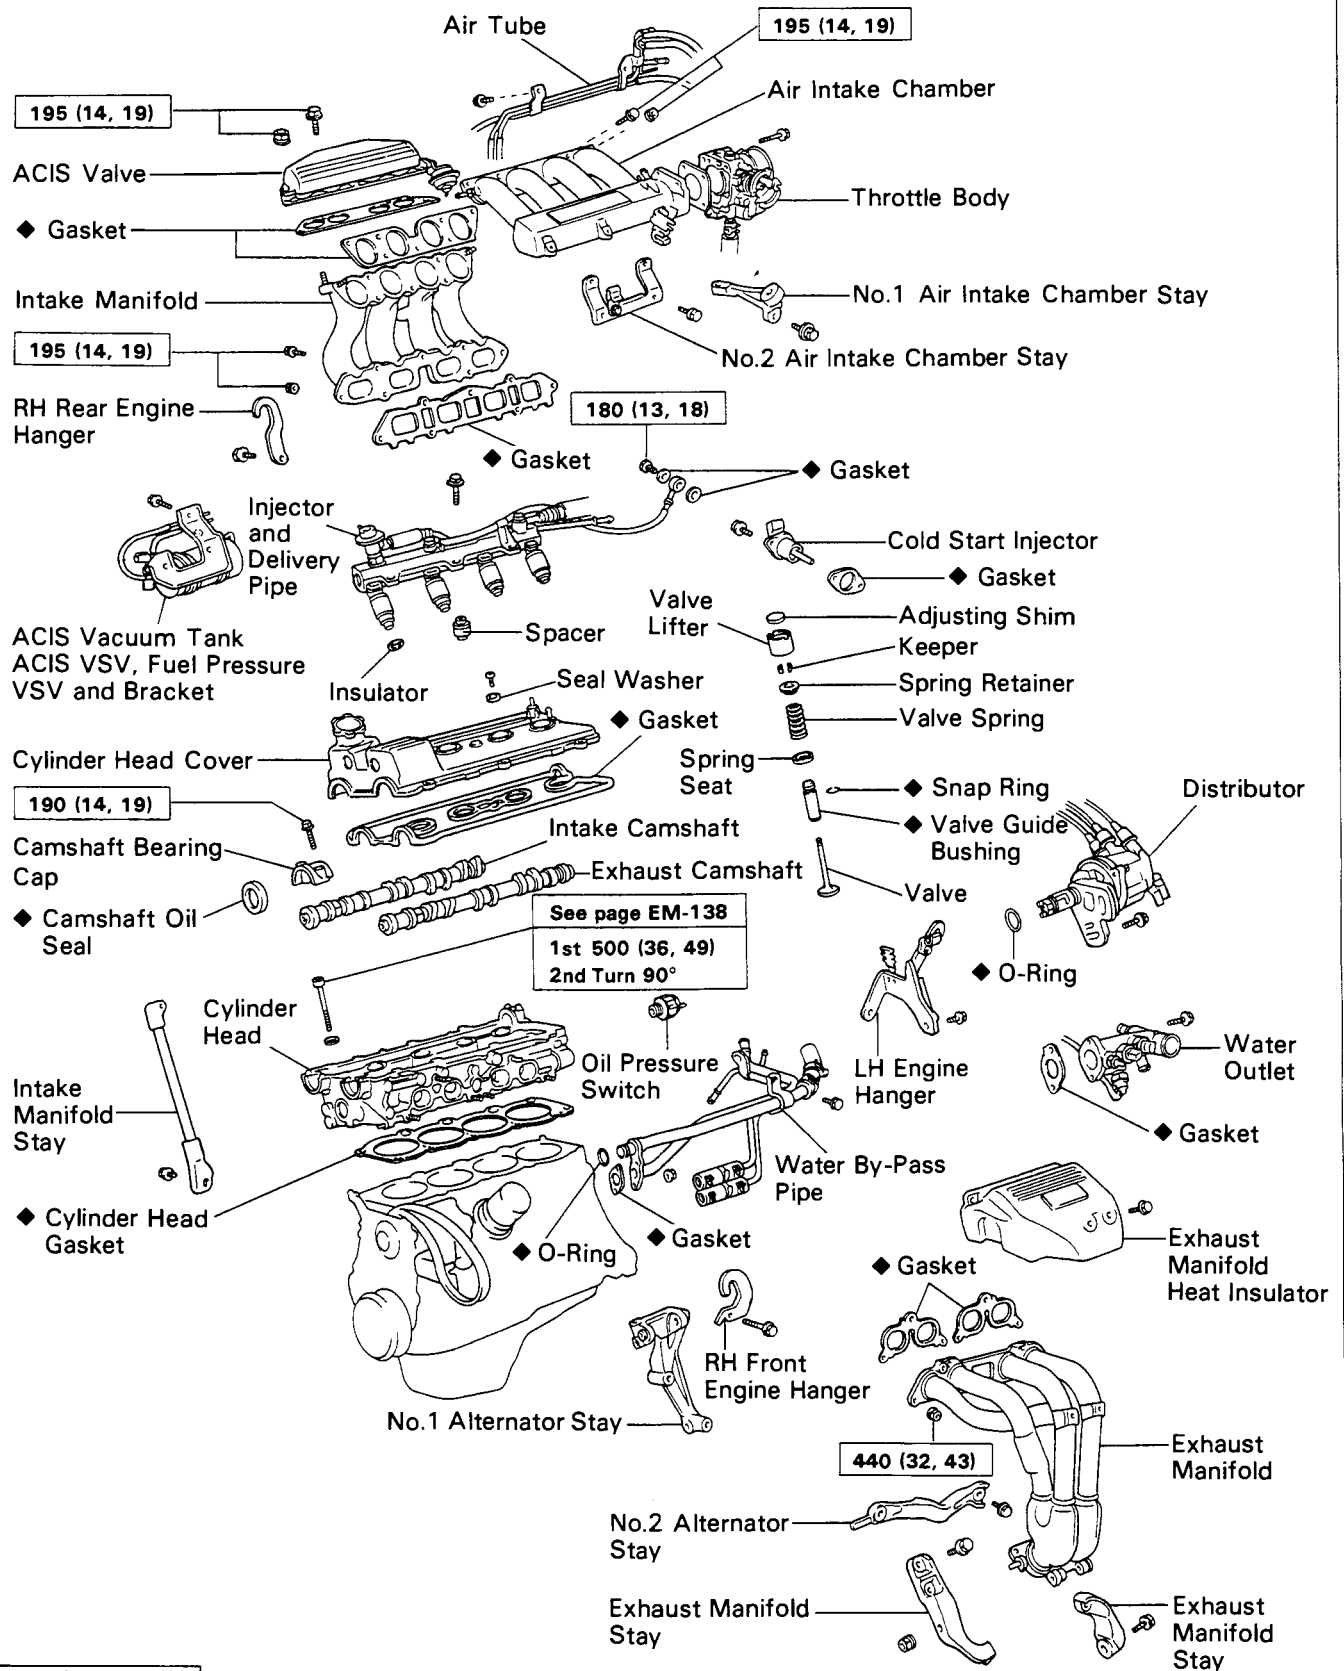 Air Tube
195 (14, 19)
Air Intake Chamber
195 (14, 19)
ACIS Valve
Throttle Body
◆ Gasket
Intake Manifold
No.1 Air Intake Chamber Stay
195 (14, 19)
No.2 Air Intake Chamber Stay
RH Rear Engine
Hanger
180 (13, 18)
◆ Gasket
◆ Gasket
Injector
and
Delivery
Pipe
Cold Start Injector
◆ Gasket
Valve
Lifter
Adjusting Shim
Keeper
ACIS Vacuum Tank
ACIS VSV, Fuel Pressure
VSV and Bracket
Spacer
Insulator
Seal Washer
Spring Retainer
◆ Gasket
Valve Spring
Cylinder Head Cover
Spring
Seat
190 (14, 19)
◆ Snap Ring
Distributor
Camshaft Bearing
Cap
Intake Camshaft
◆ Valve Guide
Bushing
Exhaust Camshaft
Valve
◆ Camshaft Oil
Seal
See page EM-138
1st 500 (36, 49)
2nd Turn 90°
◆ O-Ring
Cylinder
Head
Oil Pressure
Switch
LH Engine
Hanger
Water
Outlet
Intake
Manifold
Stay
◆ Gasket
Water By-Pass
Pipe
◆ Cylinder Head
Gasket
◆ O-Ring
◆ Gasket
Exhaust
Manifold
Heat Insulator
◆ Gasket
RH Front
Engine Hanger
No.1 Alternator Stay
440 (32, 43)
Exhaust
Manifold
No.2 Alternator
Stay
Exhaust Manifold
Stay
Exhaust
Manifold
Stay